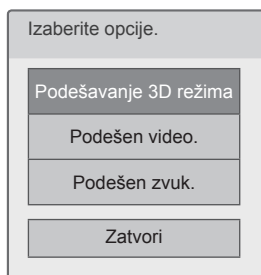 Izaberite opcije.
Podešavanje 3D režima
Podešen video.
Podešen zvuk.
Zatvori